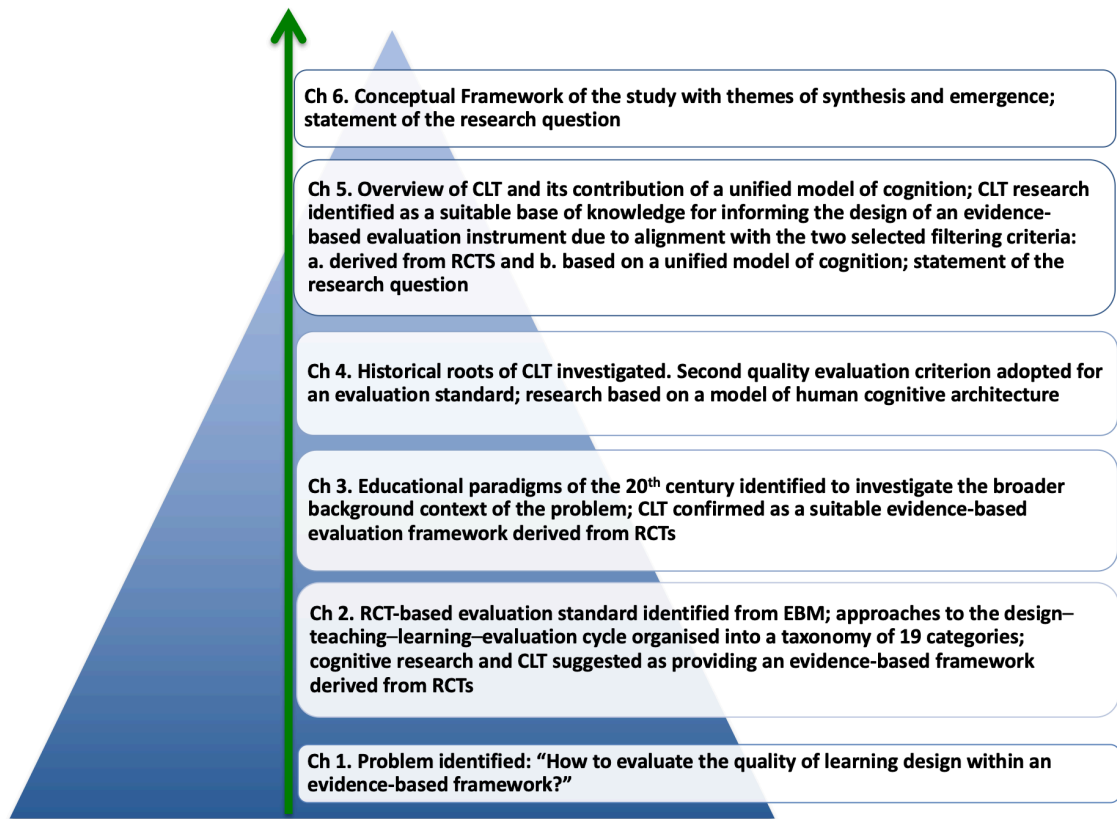 Ch 6. Conceptual Framework of the study with themes of synthesis and emergence;
statement of the research question
Ch 5. Overview of CLT and its contribution of a unified model of cognition; CLT research
identified as a suitable base of knowledge for informing the design of an evidence-
based evaluation instrument due to alignment with the two selected filtering criteria:
a. derived from RCTS and b. based on a unified model of cognition; statement of the
research question
Ch 4. Historical roots of CLT investigated. Second quality evaluation criterion adopted for
an evaluation standard; research based on a model of human cognitive architecture
Ch 3. Educational paradigms of the 20th century identified to investigate the broader
background context of the problem; CLT confirmed as a suitable evidence-based
evaluation framework derived from RCTs
Ch 2. RCT-based evaluation standard identified from EBM; approaches to the design–
teaching–learning–evaluation cycle organised into a taxonomy of 19 categories;
cognitive research and CLT suggested as providing an evidence-based framework
derived from RCTs
Ch 1. Problem identified: “How to evaluate the quality of learning design within an
evidence-based framework?”